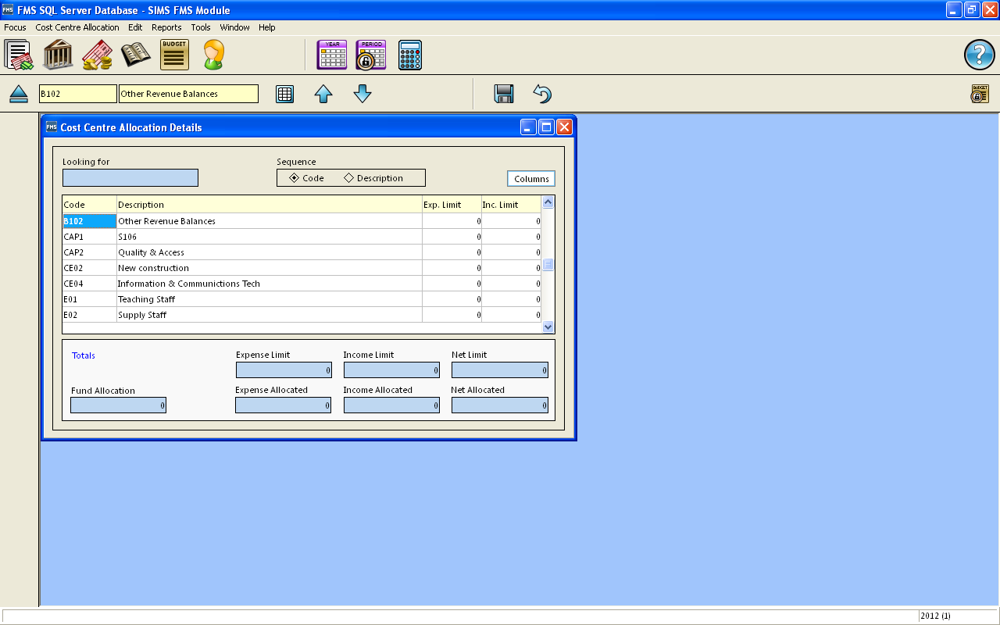 FMS FMS SQL Server Database - SIMS FMS Module
Focus Cost Centre Allocation Edit Reports Tools Window Help
BUDGET YEAR PERIOD ?
B102 Other Revenue Balances BUDGET
FMS Cost Centre Allocation Details
Looking for Sequence
Code Description Columns
Code Description Exp. Limit Inc. Limit
B102 Other Revenue Balances 0 0
CAP1 S106 0 0
CAP2 Quality & Access 0 0
CE02 New construction 0 0
CE04 Information & Communictions Tech 0 0
E01 Teaching Staff 0 0
E02 Supply Staff 0 0
Totals Expense Limit Income Limit Net Limit
0 0 0
Fund Allocation Expense Allocated Income Allocated Net Allocated
0 0 0 0
2012 (1)